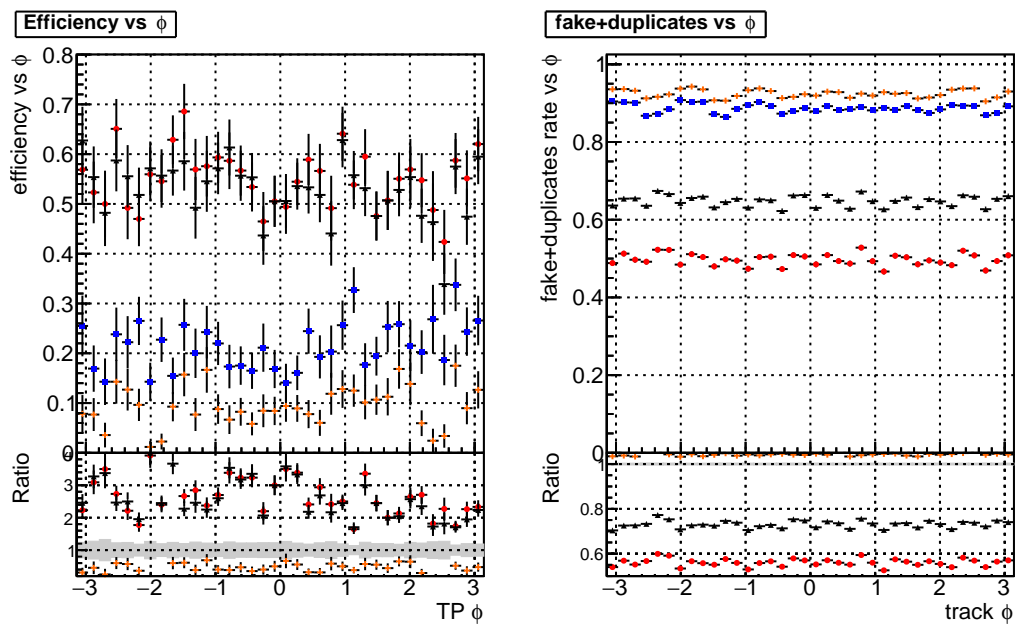 Efficiency vs ϕ
efficiency vs ϕ
0.8
0.7
0.6
0.5
0.4
0.3
0.2
0.1
0
Ratio
3
2
1
−3 −2 −1 0 1 2 3
TP ϕ
fake+duplicates vs ϕ
fake+duplicates rate vs ϕ
1
0.8
0.6
0.4
0.2
0
Ratio
1
0.8
0.6
−3 −2 −1 0 1 2 3
track ϕ